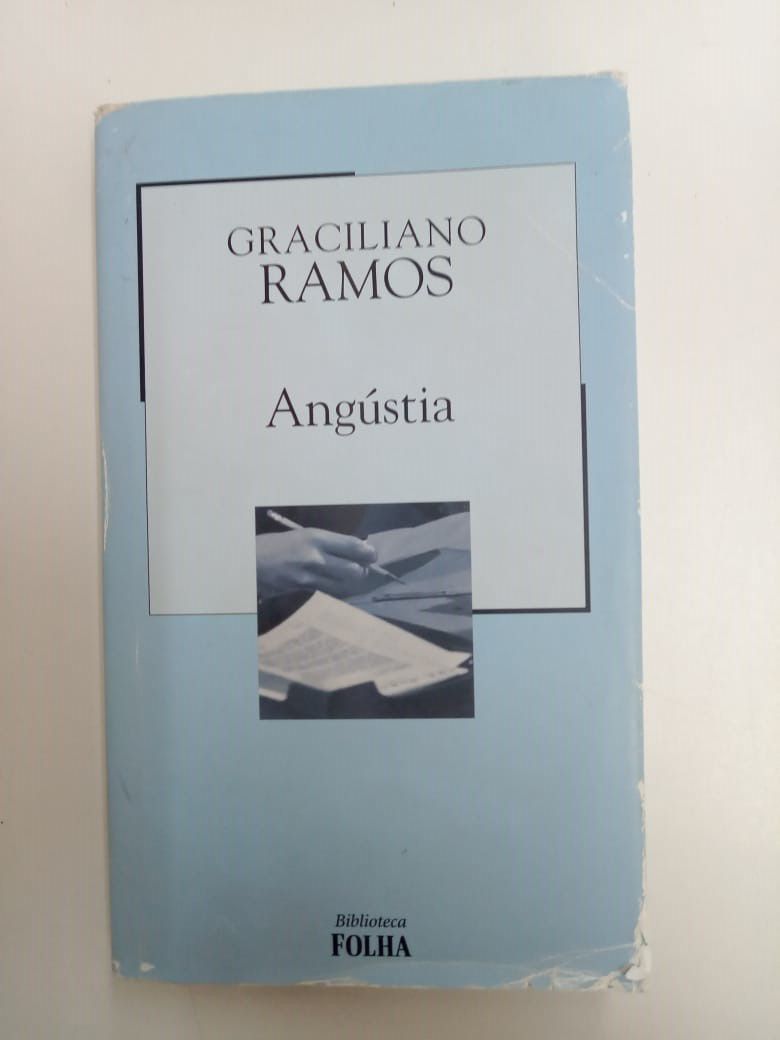 GRACILIANO
RAMOS
Angústia
Biblioteca
FOLHA